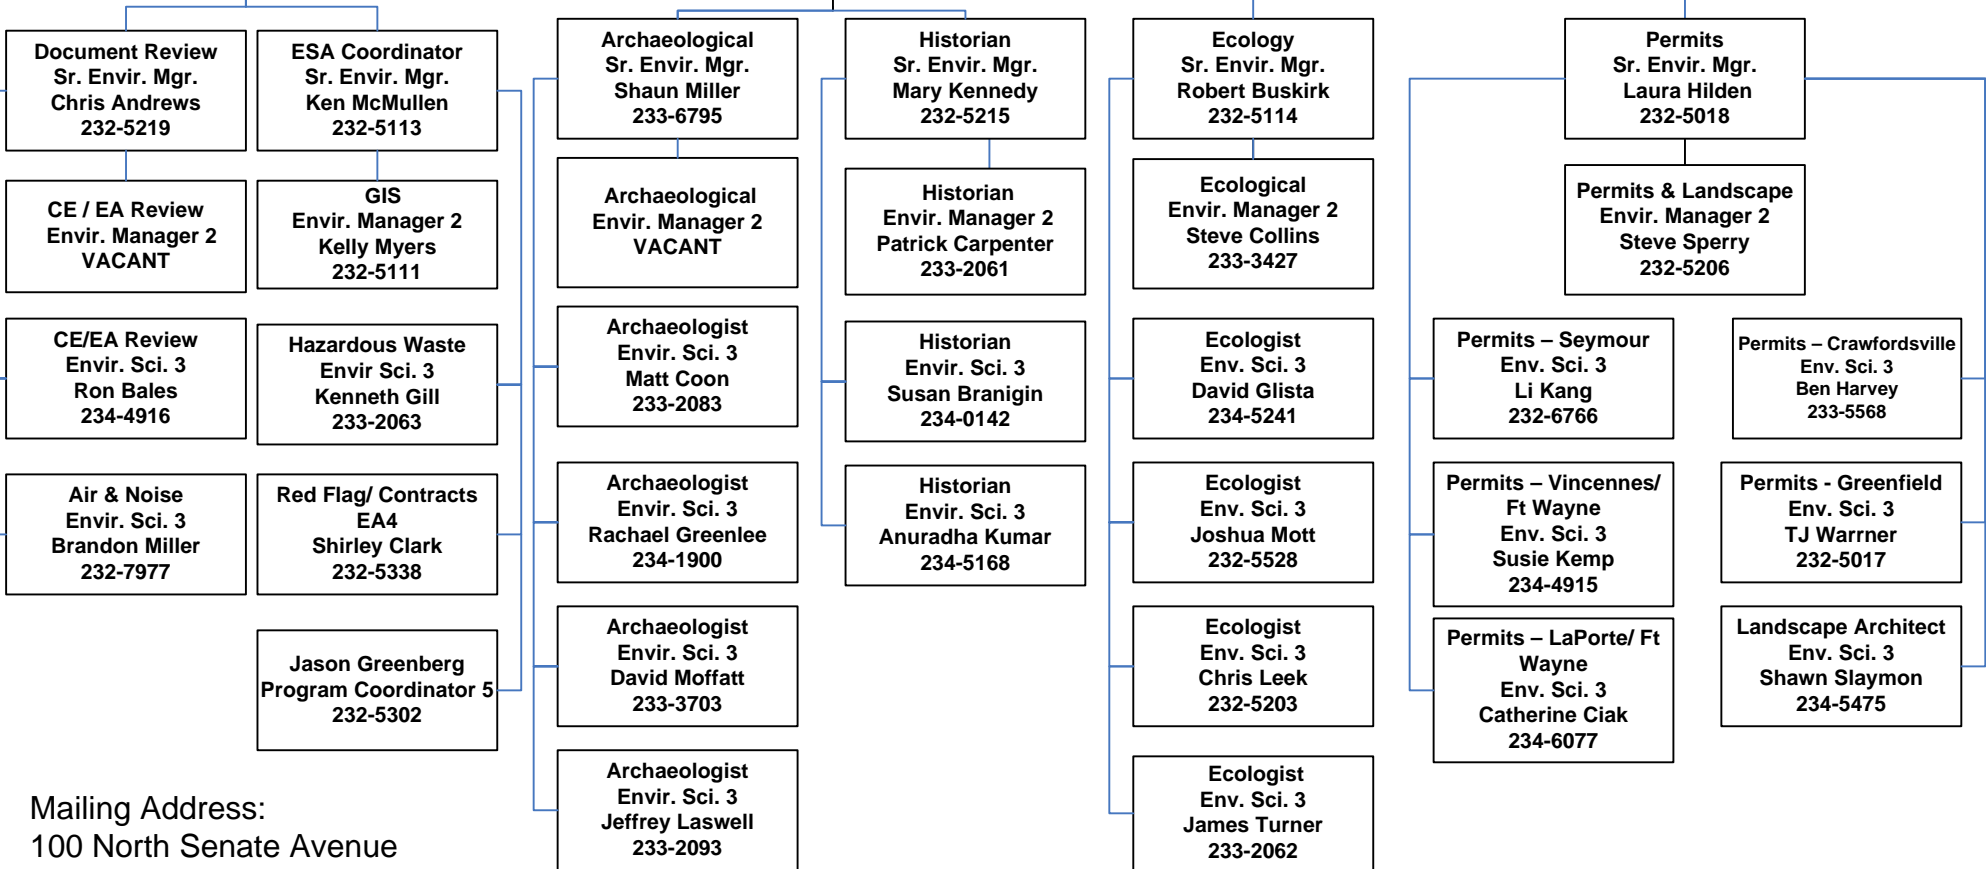 Document Review
Sr. Envir. Mgr.
Chris Andrews
232-5219
ESA Coordinator
Sr. Envir. Mgr.
Ken McMullen
232-5113
Archaeological
Sr. Envir. Mgr.
Shaun Miller
233-6795
Historian
Sr. Envir. Mgr.
Mary Kennedy
232-5215
Ecology
Sr. Envir. Mgr.
Robert Buskirk
232-5114
Permits
Sr. Envir. Mgr.
Laura Hilden
232-5018
CE / EA Review
Envir. Manager 2
VACANT
GIS
Envir. Manager 2
Kelly Myers
232-5111
Archaeological
Envir. Manager 2
VACANT
Historian
Envir. Manager 2
Patrick Carpenter
233-2061
Ecological
Envir. Manager 2
Steve Collins
233-3427
Permits & Landscape
Envir. Manager 2
Steve Sperry
232-5206
CE/EA Review
Envir. Sci. 3
Ron Bales
234-4916
Hazardous Waste
Envir Sci. 3
Kenneth Gill
233-2063
Archaeologist
Envir. Sci. 3
Matt Coon
233-2083
Historian
Envir. Sci. 3
Susan Branigin
234-0142
Ecologist
Env. Sci. 3
David Glista
234-5241
Permits – Seymour
Env. Sci. 3
Li Kang
232-6766
Permits – Crawfordsville
Env. Sci. 3
Ben Harvey
233-5568
Air & Noise
Envir. Sci. 3
Brandon Miller
232-7977
Red Flag/ Contracts
EA4
Shirley Clark
232-5338
Archaeologist
Envir. Sci. 3
Rachael Greenlee
234-1900
Historian
Envir. Sci. 3
Anuradha Kumar
234-5168
Ecologist
Env. Sci. 3
Joshua Mott
232-5528
Permits – Vincennes/
Ft Wayne
Env. Sci. 3
Susie Kemp
234-4915
Permits - Greenfield
Env. Sci. 3
TJ Warrner
232-5017
Jason Greenberg
Program Coordinator 5
232-5302
Archaeologist
Envir. Sci. 3
David Moffatt
233-3703
Ecologist
Env. Sci. 3
Chris Leek
232-5203
Permits – LaPorte/ Ft
Wayne
Env. Sci. 3
Catherine Ciak
234-6077
Landscape Architect
Env. Sci. 3
Shawn Slaymon
234-5475
Archaeologist
Envir. Sci. 3
Jeffrey Laswell
233-2093
Ecologist
Env. Sci. 3
James Turner
233-2062
Mailing Address:
100 North Senate Avenue